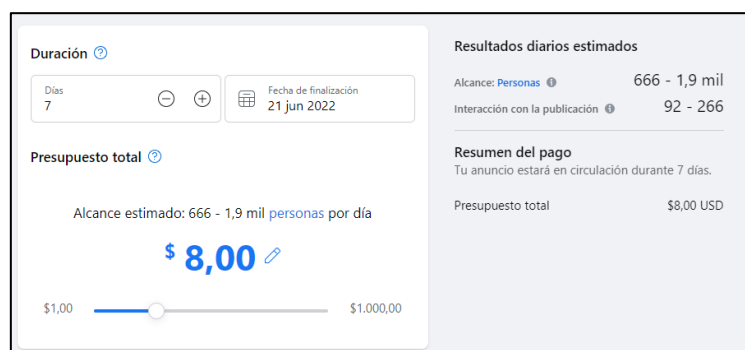 Duración
Días
7
Fecha de finalización
21 jun 2022
Presupuesto total
Alcance estimado: 666 - 1,9 mil personas por día
$ 8,00
$1,00
$1.000,00
Resultados diarios estimados
Alcance: Personas 666 - 1,9 mil
Interacción con la publicación 92 - 266
Resumen del pago
Tu anuncio estará en circulación durante 7 días.
Presupuesto total $8,00 USD